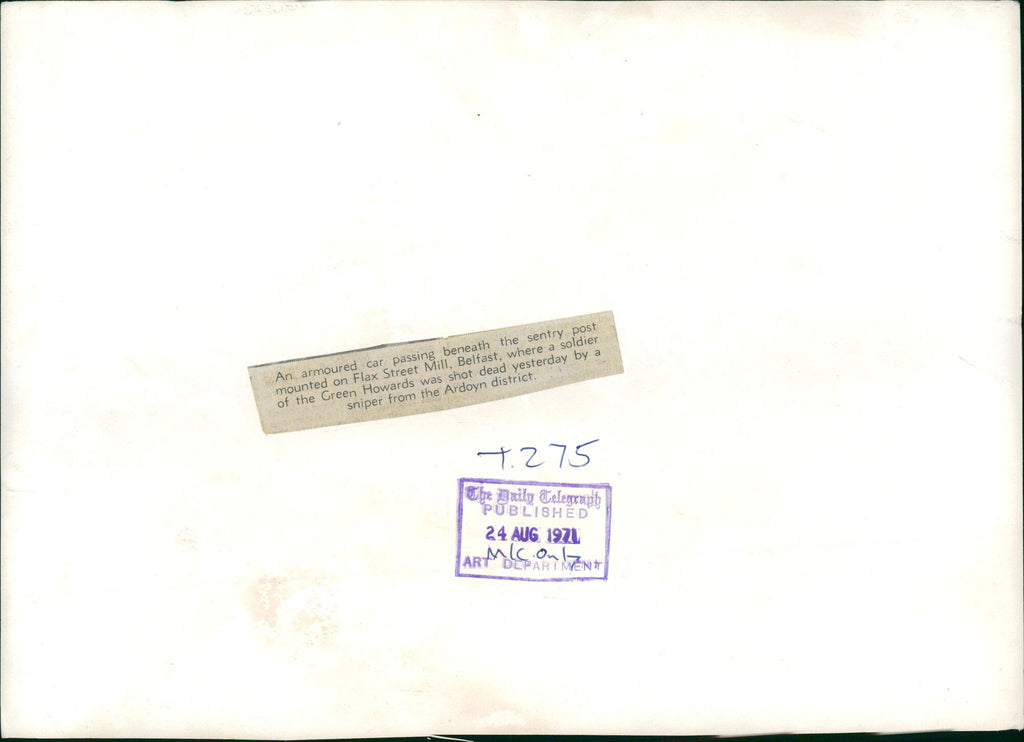 An armoured car passing beneath the sentry post
mounted on Flax Street Mill, Belfast, where a soldier
of the Green Howards was shot dead yesterday by a
sniper from the Ardoyn district.
T.275
The Daily Telegraph
PUBLISHED
24 AUG 1971
M/C. Only
ART DEPARTMENT